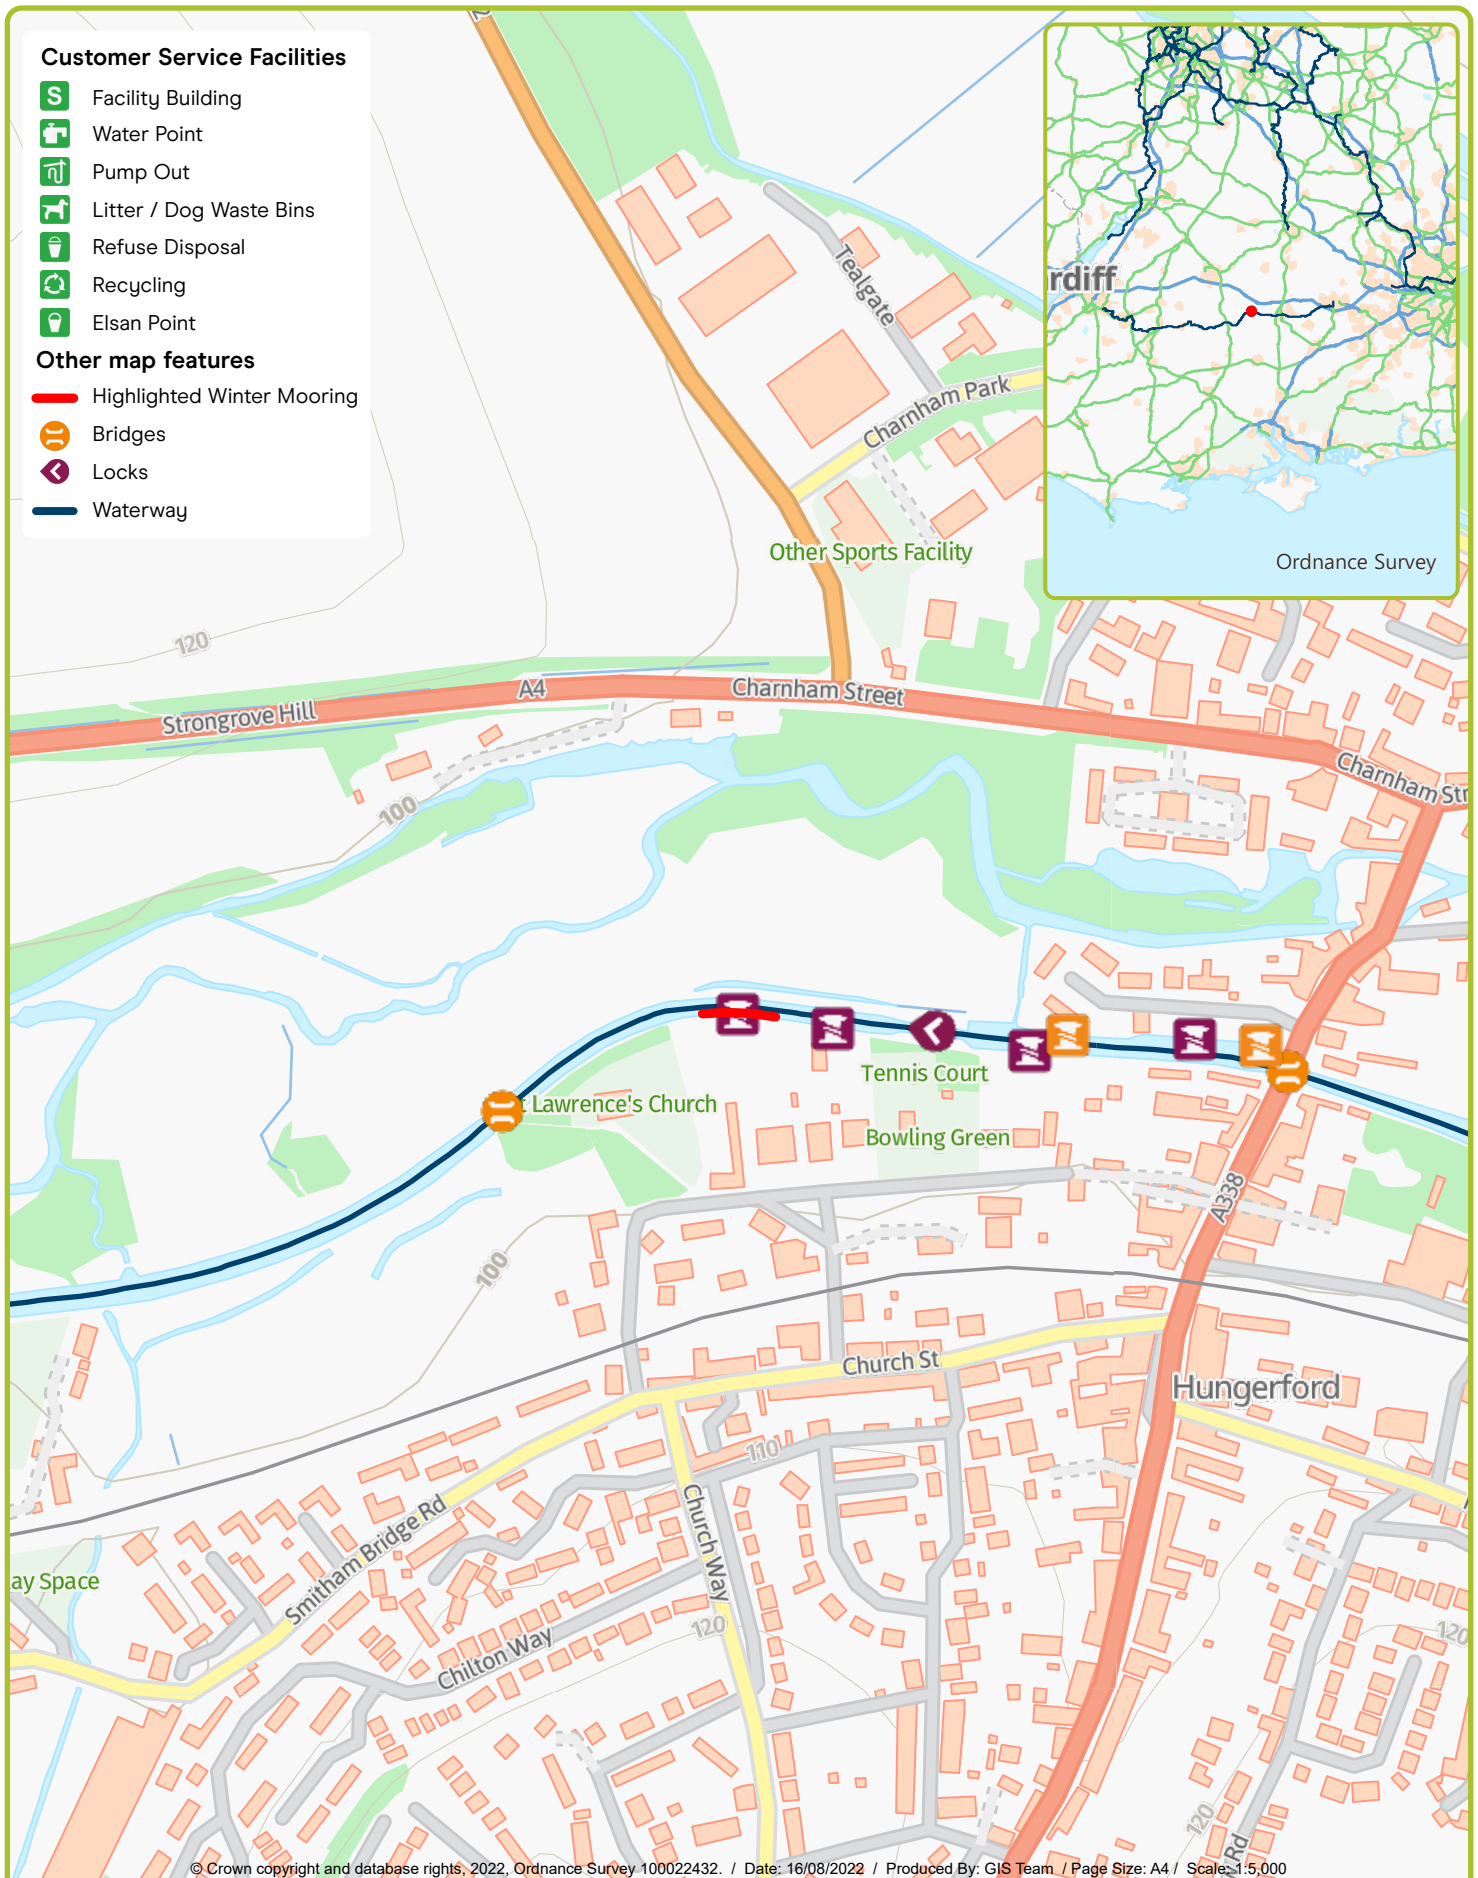 Customer Service Facilities
S Facility Building
Water Point
Pump Out
Litter / Dog Waste Bins
Refuse Disposal
Recycling
Elsan Point
Other map features
Highlighted Winter Mooring
Bridges
Locks
Waterway
rdiff
Ordnance Survey
Tealgate
Charnham Park
Other Sports Facility
120
Strongrove Hill
A4
Charnham Street
Charnham Str
100
Tennis Court
t Lawrence's Church
Bowling Green
A338
100
Church St
Hungerford
110
Smitham Bridge Rd
Church Way
ay Space
Chilton Way
120
120
120
Rd
© Crown copyright and database rights, 2022, Ordnance Survey 100022432. / Date: 16/08/2022 / Produced By: GIS Team / Page Size: A4 / Scale: 1:5,000